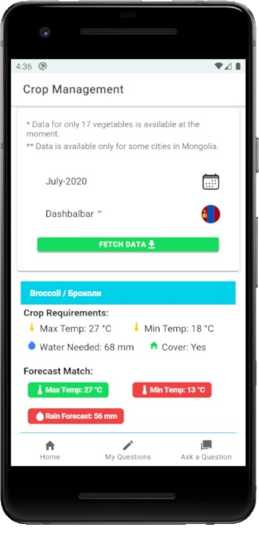 4:36
Crop Management
* Data for only 17 vegetables is available at the
moment.
** Data is available only for some cities in Mongolia.
July-2020
Dashbalbar
FETCH DATA
Broccoli / Брокколи
Crop Requirements:
Max Temp: 27 °C Min Temp: 18 °C
Water Needed: 68 mm Cover: Yes
Forecast Match:
Max Temp: 27 °C Min Temp: 13 °C
Rain Forecast: 56 mm
Home My Questions Ask a Question